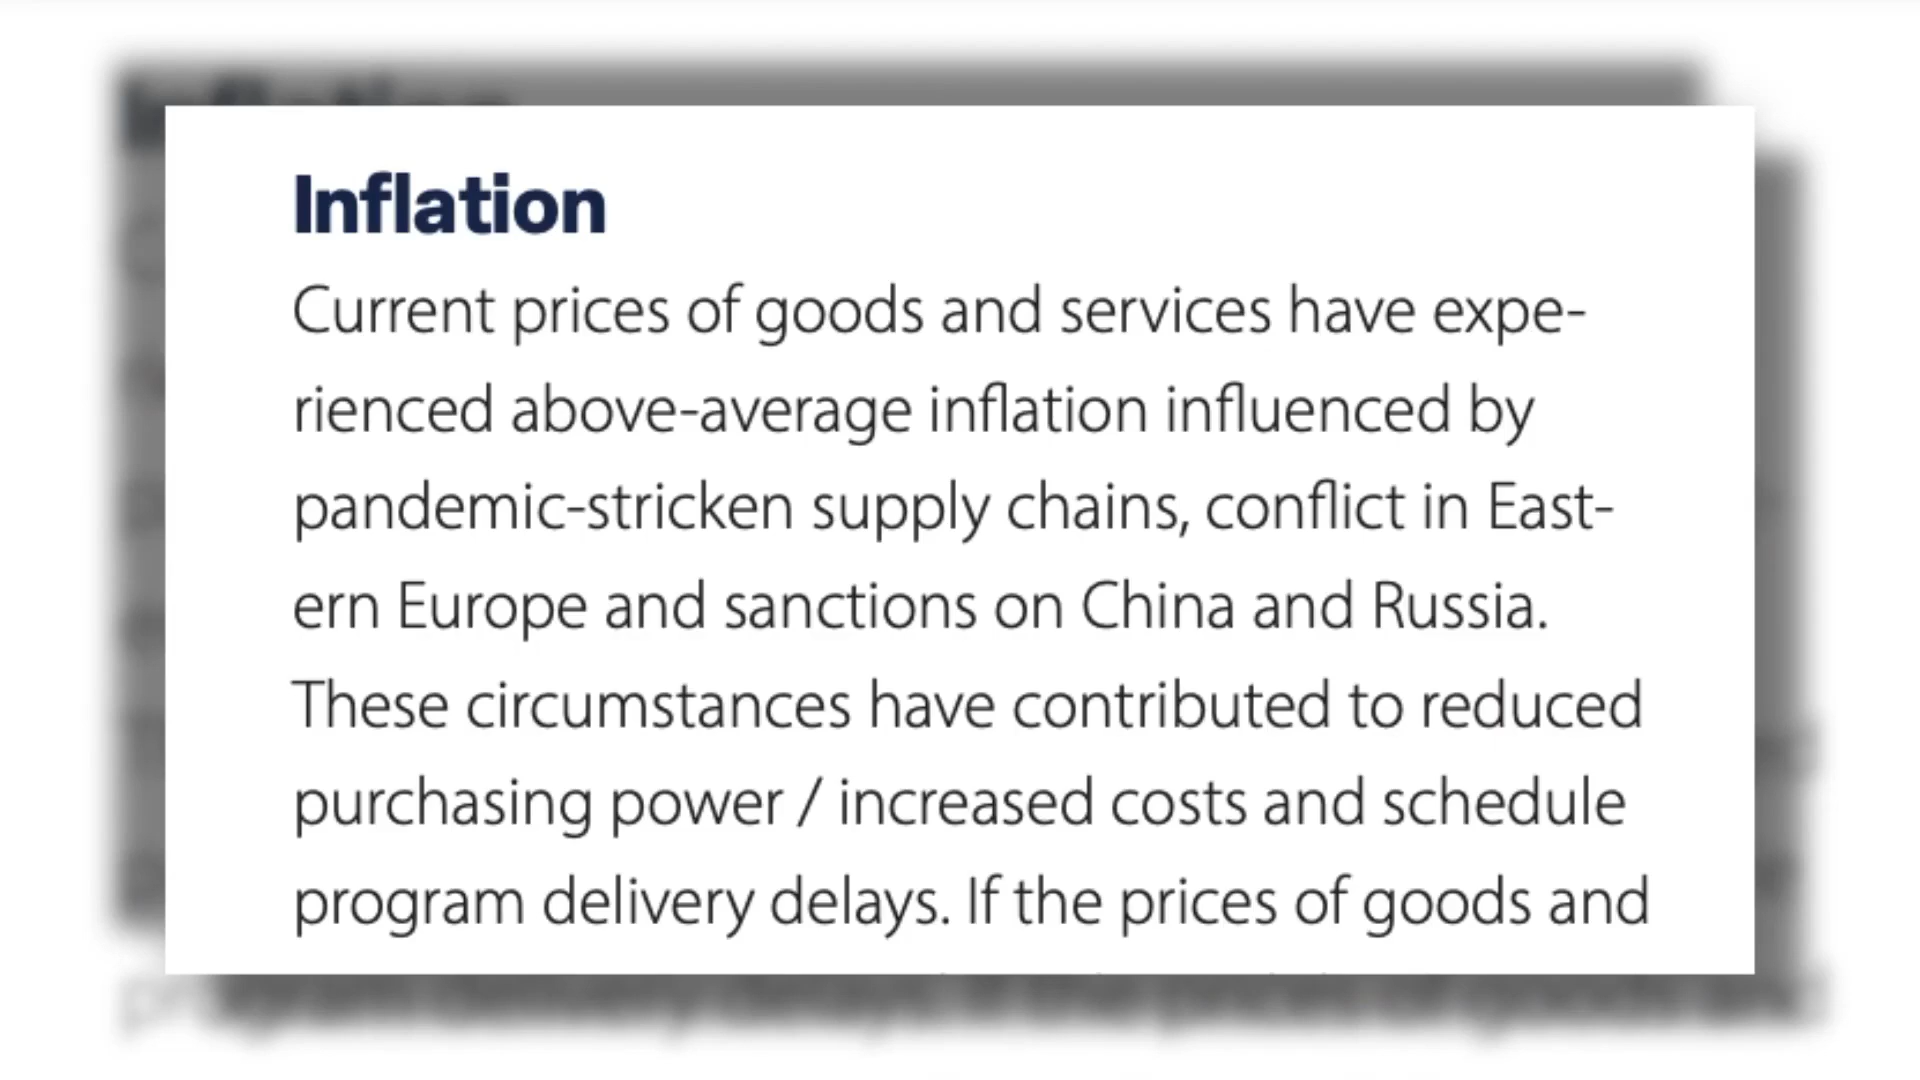 Inflation
Current prices of goods and services have expe-
rienced above-average inflation influenced by
pandemic-stricken supply chains, conflict in East-
ern Europe and sanctions on China and Russia.
These circumstances have contributed to reduced
purchasing power / increased costs and schedule
program delivery delays. If the prices of goods and